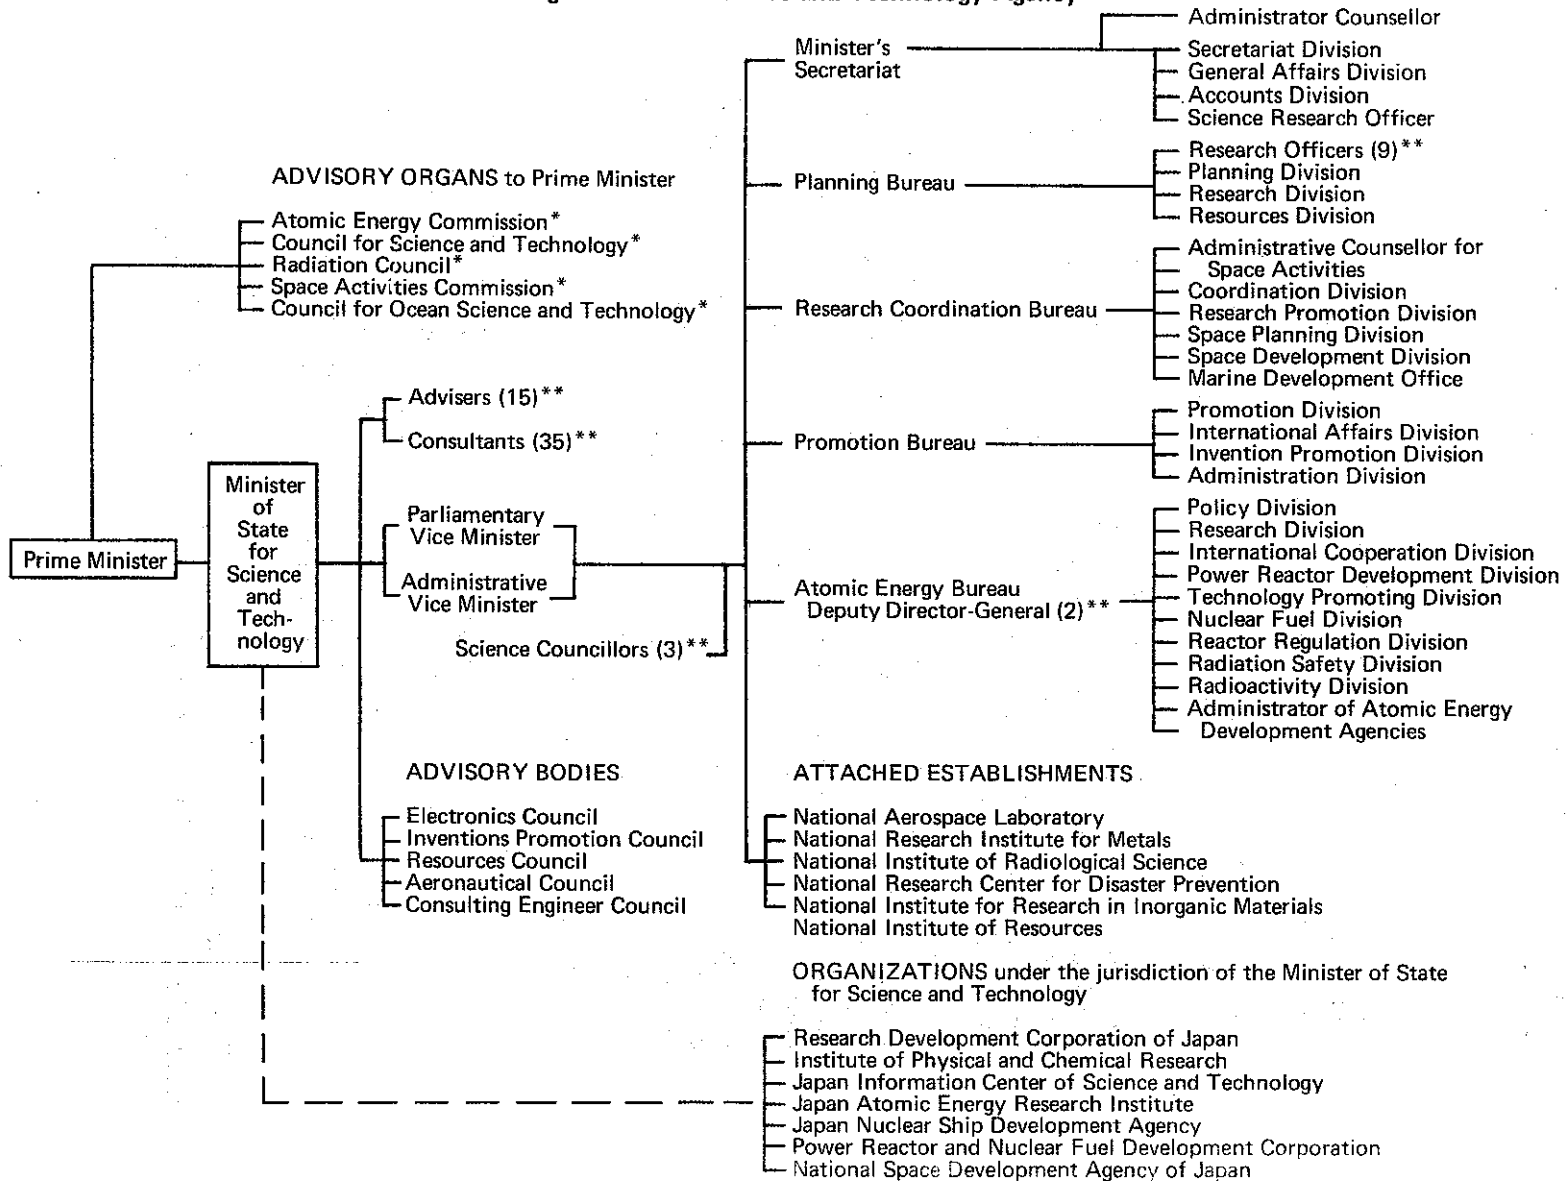 Technology Agency
Administrator Counsellor
Minister's
Secretariat
Secretariat Division
General Affairs Division
Accounts Division
Science Research Officer
ADVISORY ORGANS to Prime Minister
Atomic Energy Commission*
Council for Science and Technology*
Radiation Council*
Space Activities Commission*
Council for Ocean Science and Technology*
Planning Bureau
Research Officers (9)**
Planning Division
Research Division
Resources Division
Research Coordination Bureau
Administrative Counsellor for
Space Activities
Coordination Division
Research Promotion Division
Space Planning Division
Space Development Division
Marine Development Office
Advisers (15)**
Consultants (35)**
Promotion Bureau
Promotion Division
International Affairs Division
Invention Promotion Division
Administration Division
Prime Minister
Minister
of
State
for
Science
and
Tech-
nology
Parliamentary
Vice Minister
Administrative
Vice Minister
Science Councillors (3)**
Atomic Energy Bureau
Deputy Director-General (2)**
Policy Division
Research Division
International Cooperation Division
Power Reactor Development Division
Technology Promoting Division
Nuclear Fuel Division
Reactor Regulation Division
Radiation Safety Division
Radioactivity Division
Administrator of Atomic Energy
Development Agencies
ADVISORY BODIES
Electronics Council
Inventions Promotion Council
Resources Council
Aeronautical Council
Consulting Engineer Council
ATTACHED ESTABLISHMENTS
National Aerospace Laboratory
National Research Institute for Metals
National Institute of Radiological Science
National Research Center for Disaster Prevention
National Institute for Research in Inorganic Materials
National Institute of Resources
ORGANIZATIONS under the jurisdiction of the Minister of State
for Science and Technology
Research Development Corporation of Japan
Institute of Physical and Chemical Research
Japan Information Center of Science and Technology
Japan Atomic Energy Research Institute
Japan Nuclear Ship Development Agency
Power Reactor and Nuclear Fuel Development Corporation
National Space Development Agency of Japan